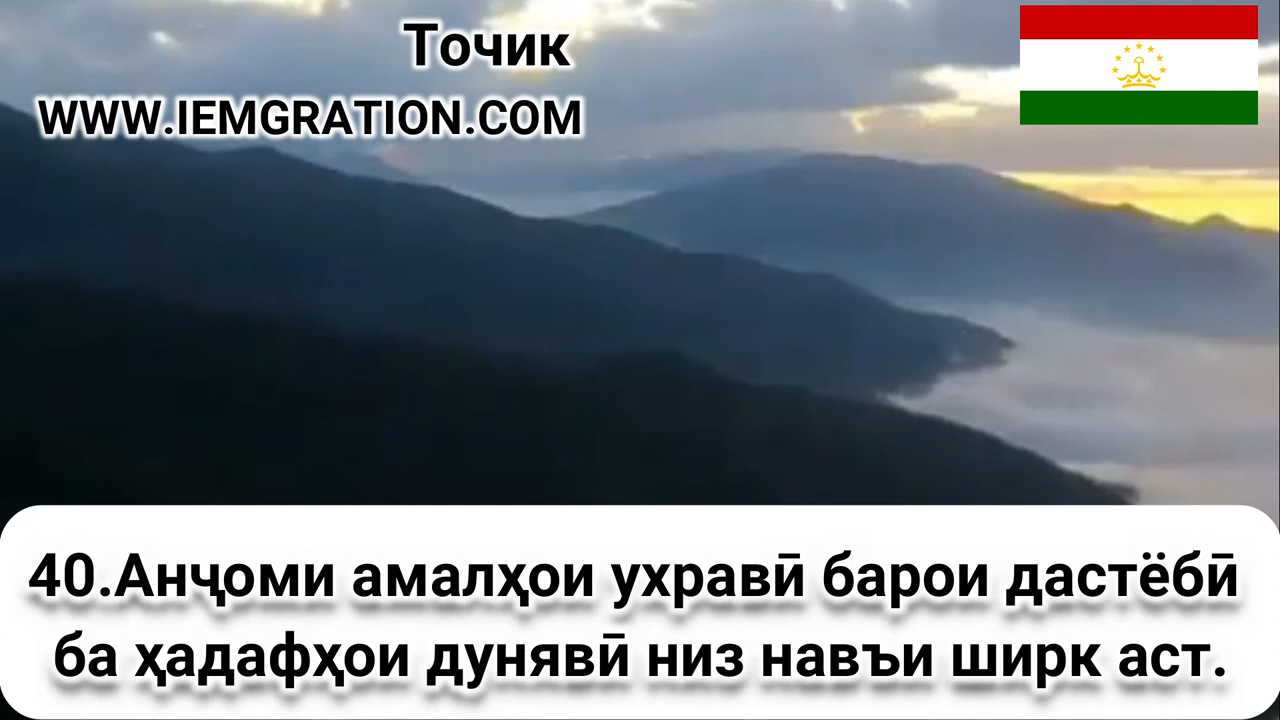 Точик
WWW.IEMGRATION.COM
40.Анҷоми амалҳои ухравӣ барои дастёбӣ
ба ҳадафҳои дунявӣ низ навъи ширк аст.